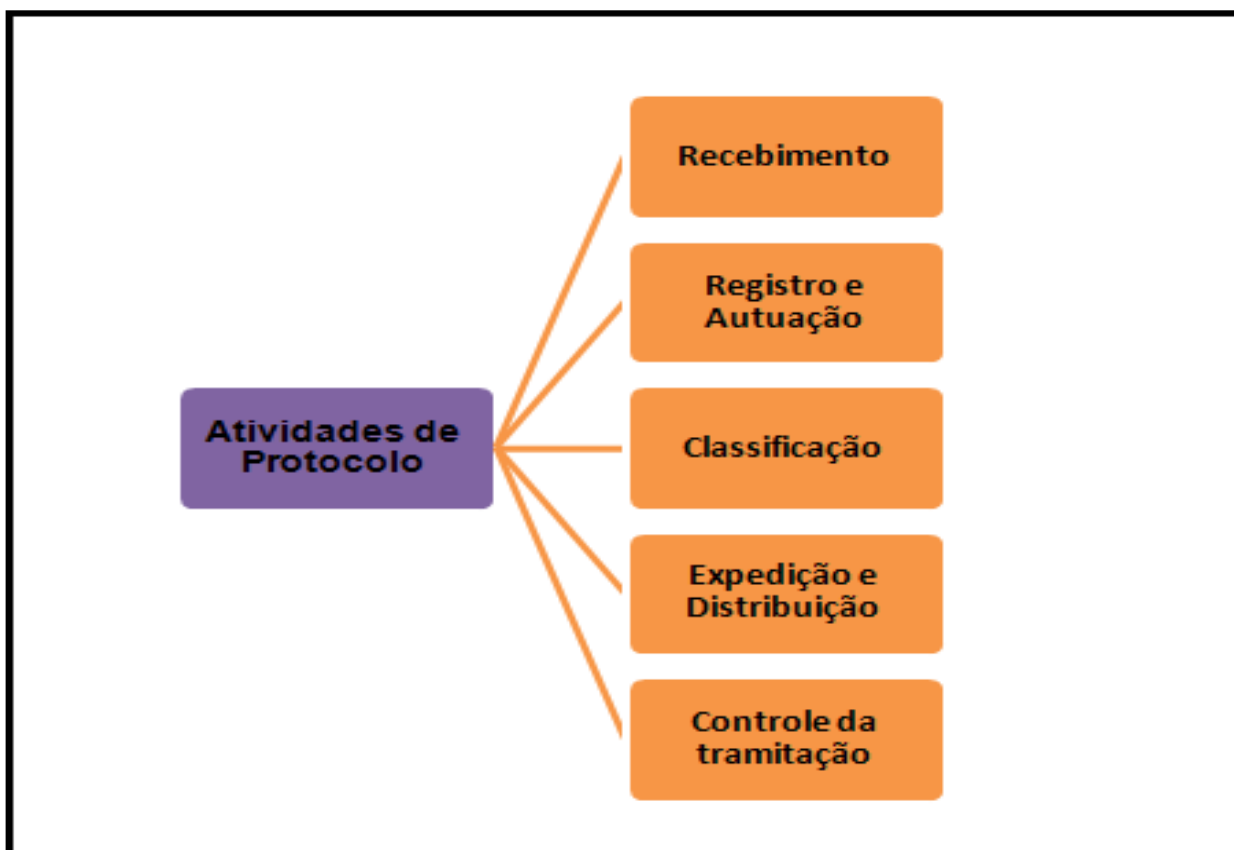 Recebimento
Registro e
Autuação
Atividades de
Protocolo
Classificação
Expedição e
Distribuição
Controle da
tramitação